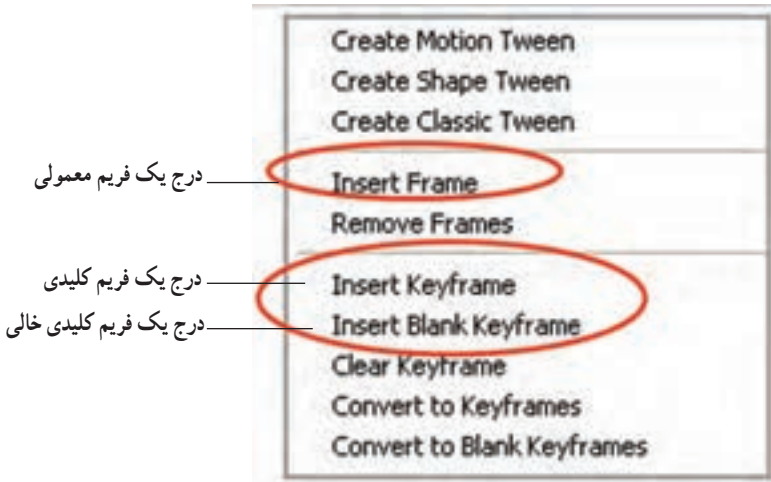 Create Motion Tween
Create Shape Tween
Create Classic Tween
درج یک فریم معمولی
Insert Frame
Remove Frames
درج یک فریم کلیدی
Insert Keyframe
درج یک فریم کلیدی خالی
Insert Blank Keyframe
Clear Keyframe
Convert to Keyframes
Convert to Blank Keyframes